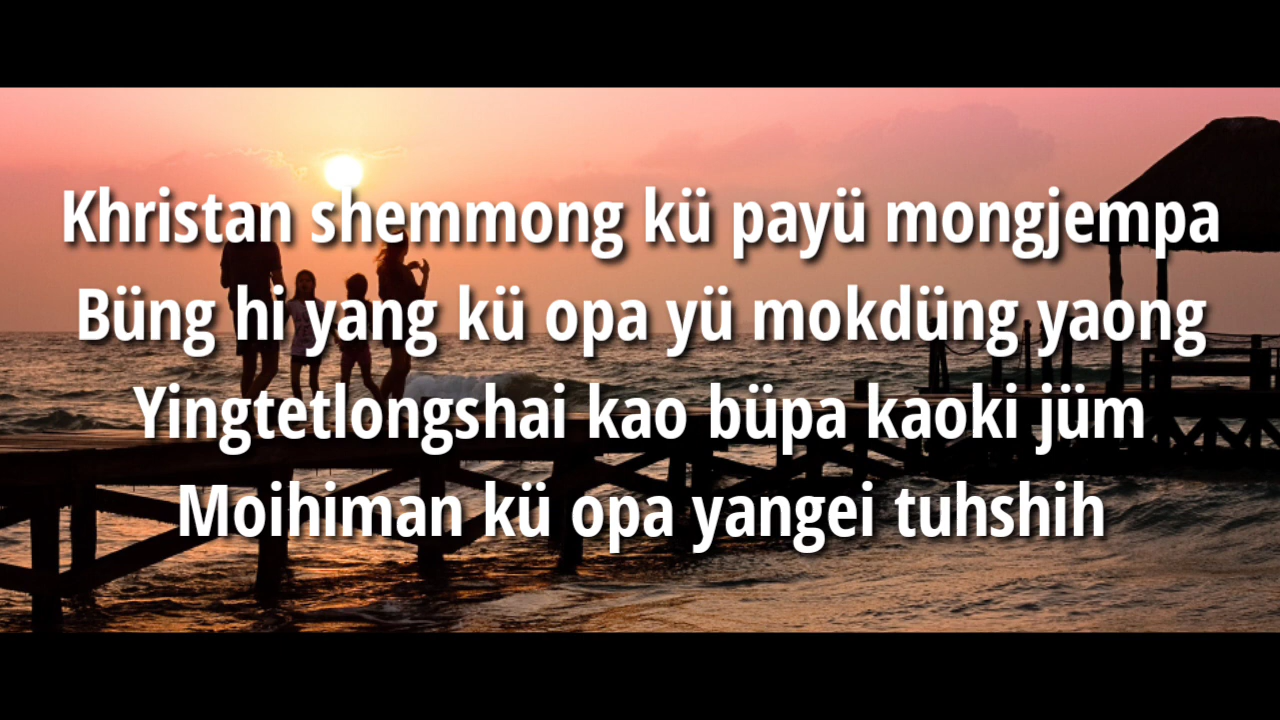 Khristan shemmong kü payü mongjempa
Büng hi yang kü opa yü mokdüng yaong
Yingtetlongshai kao büpa kaoki jüm
Moihiman kü opa yangei tuhshih